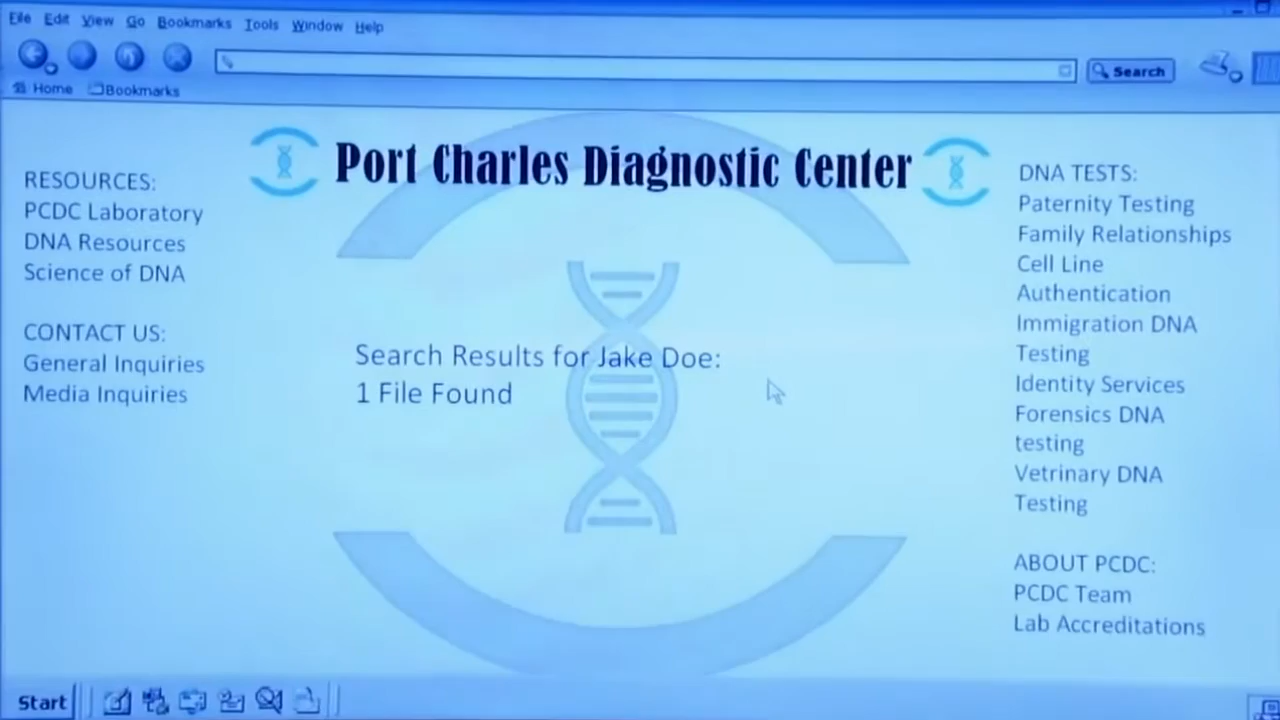 File Edit View Go Bookmarks Tools Window Help
Search
Home Bookmarks
Port Charles Diagnostic Center
RESOURCES:
PCDC Laboratory
DNA Resources
Science of DNA
CONTACT US:
General Inquiries
Media Inquiries
Search Results for Jake Doe:
1 File Found
DNA TESTS:
Paternity Testing
Family Relationships
Cell Line
Authentication
Immigration DNA
Testing
Identity Services
Forensics DNA
testing
Vetrinary DNA
Testing
ABOUT PCDC:
PCDC Team
Lab Accreditations
Start